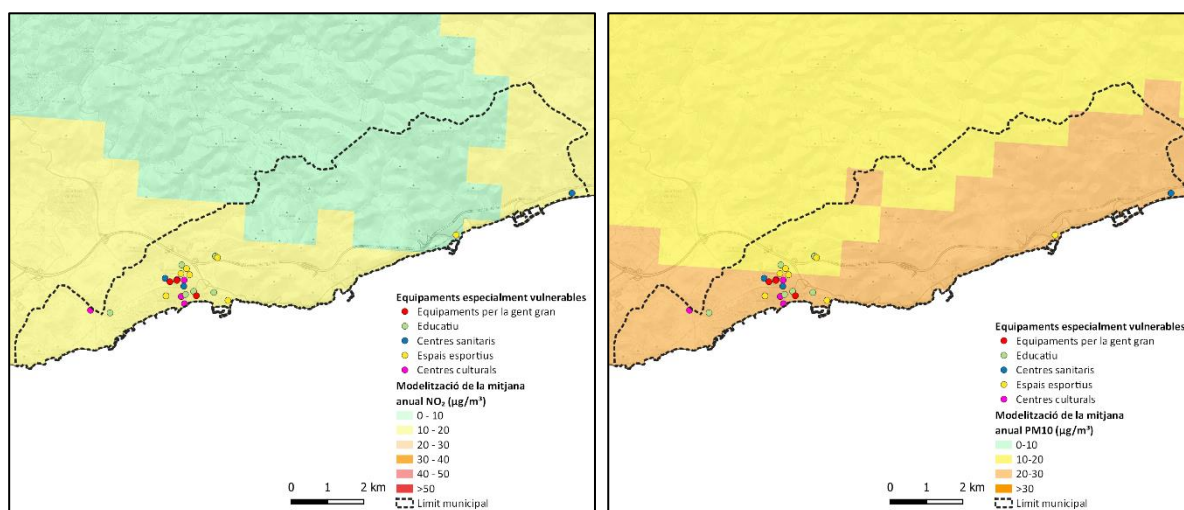 Equipaments especialment vulnerables
Equipaments per la gent gran
Educatiu
Centres sanitaris
Espais esportius
Centres culturals
Modelització de la mitjana
anual NO₂ (µg/m³)
0 - 10
10 - 20
20 - 30
30 - 40
40 - 50
>50
Límit municipal
0 1 2 km
Equipaments especialment vulnerables
Equipaments per la gent gran
Educatiu
Centres sanitaris
Espais esportius
Centres culturals
Modelització de la mitjana
anual PM10 (µg/m³)
0-10
10-20
20-30
>30
Límit municipal
0 1 2 km